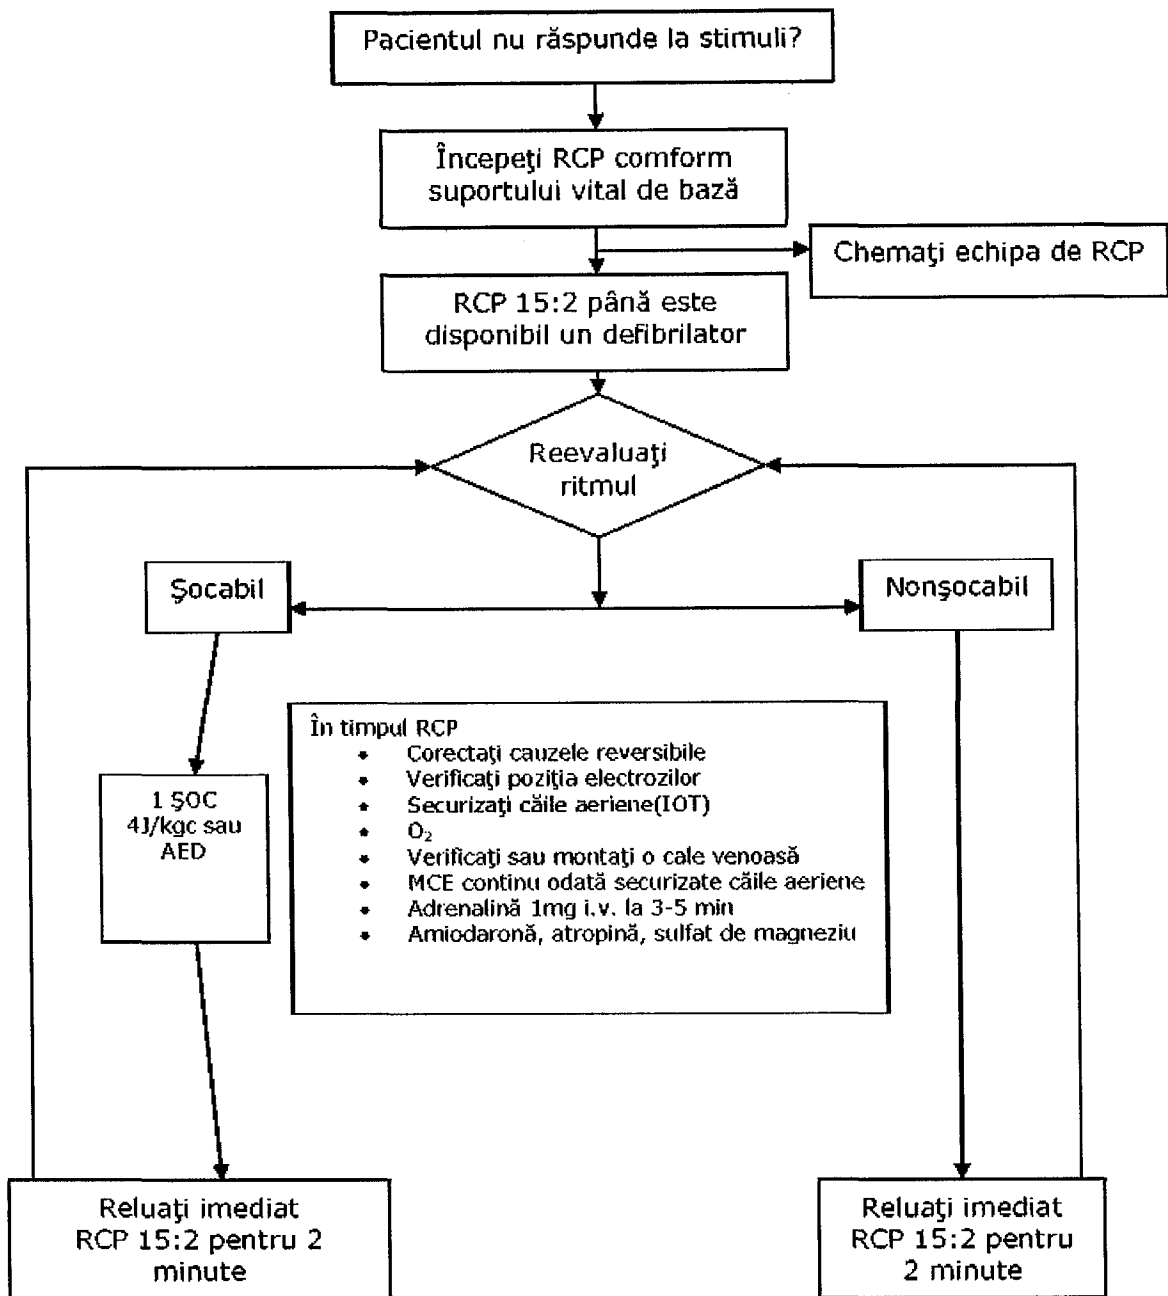 Pacientul nu răspunde la stimuli?
Începeţi RCP comform
suportului vital de bază
Chemaţi echipa de RCP
RCP 15:2 până este
disponibil un defibrilator
Reevaluaţi
ritmul
Şocabil
Nonşocabil
În timpul RCP
• Corectaţi cauzele reversibile
• Verificaţi poziţia electrozilor
• Securizaţi căile aeriene(IOT)
• O₂
• Verificaţi sau montaţi o cale venoasă
• MCE continu odată securizate căile aeriene
• Adrenalină 1mg i.v. la 3-5 min
• Amiodaronă, atropină, sulfat de magneziu
1 ŞOC
4J/kgc sau
AED
Reluaţi imediat
RCP 15:2 pentru 2
minute
Reluaţi imediat
RCP 15:2 pentru
2 minute